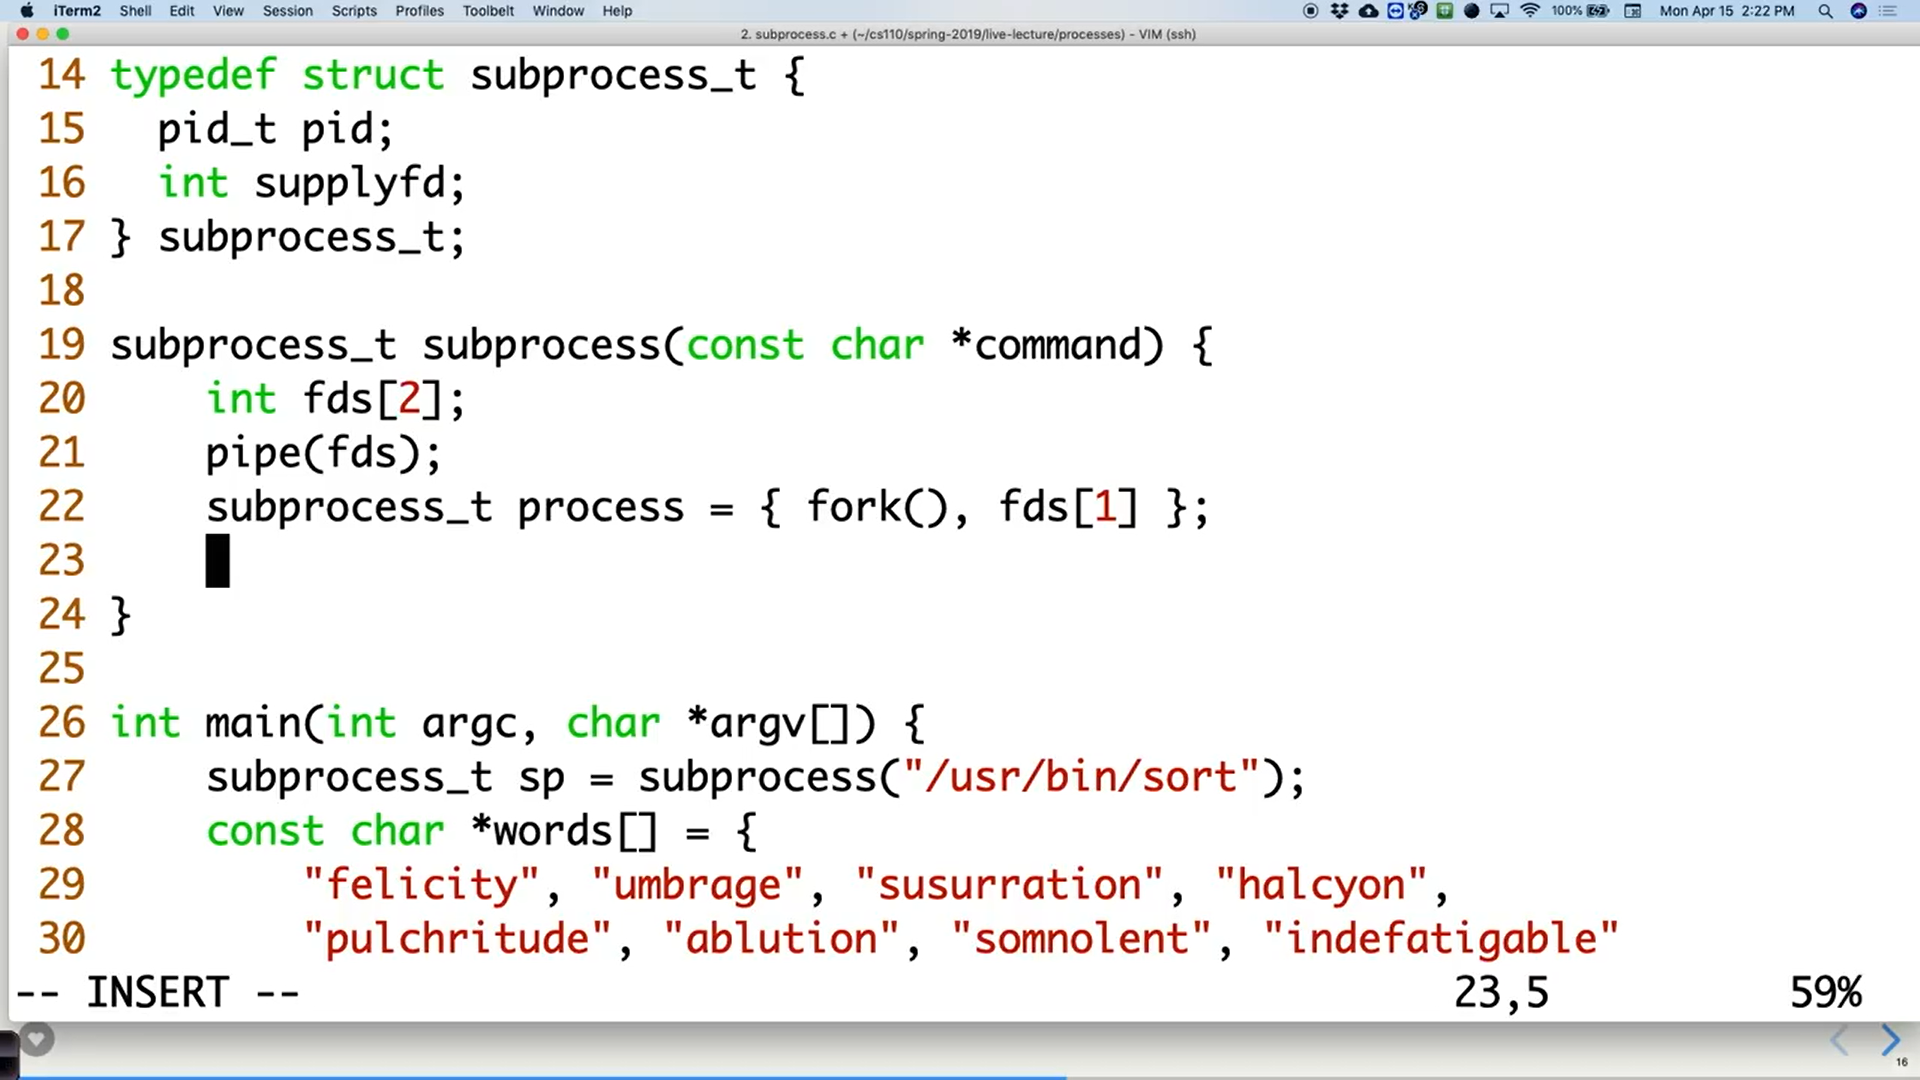 iTerm2 Shell Edit View Session Scripts Profiles Toolbelt Window Help 100% Mon Apr 15 2:22 PM
2. subprocess.c + (~/cs110/spring-2019/live-lecture/processes) - VIM (ssh)
14 typedef struct subprocess_t {
15   pid_t pid;
16   int supplyfd;
17 } subprocess_t;
18
19 subprocess_t subprocess(const char *command) {
20     int fds[2];
21     pipe(fds);
22     subprocess_t process = { fork(), fds[1] };
23
24 }
25
26 int main(int argc, char *argv[]) {
27     subprocess_t sp = subprocess("/usr/bin/sort");
28     const char *words[] = {
29         "felicity", "umbrage", "susurration", "halcyon",
30         "pulchritude", "ablution", "somnolent", "indefatigable"
-- INSERT -- 23,5 59%
16